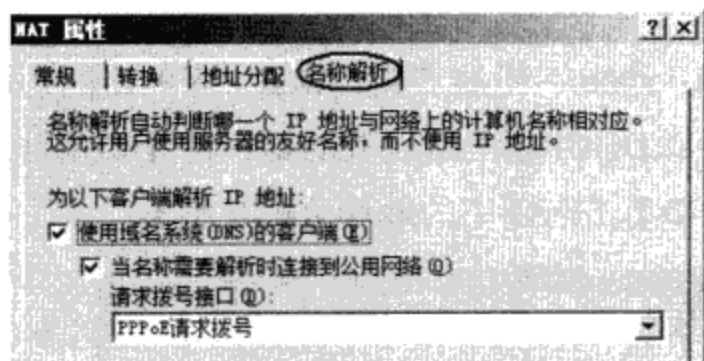 NAT 属性
常规 转换 地址分配 名称解析
名称解析自动判断哪一个 IP 地址与网络上的计算机名称相对应。
这允许用户使用服务器的友好名称，而不使用 IP 地址。
为以下客户端解析 IP 地址:
使用域名系统(DNS)的客户端(E)
当名称需要解析时连接到公用网络(Q)
请求拨号接口(D):
PPPoE请求拨号